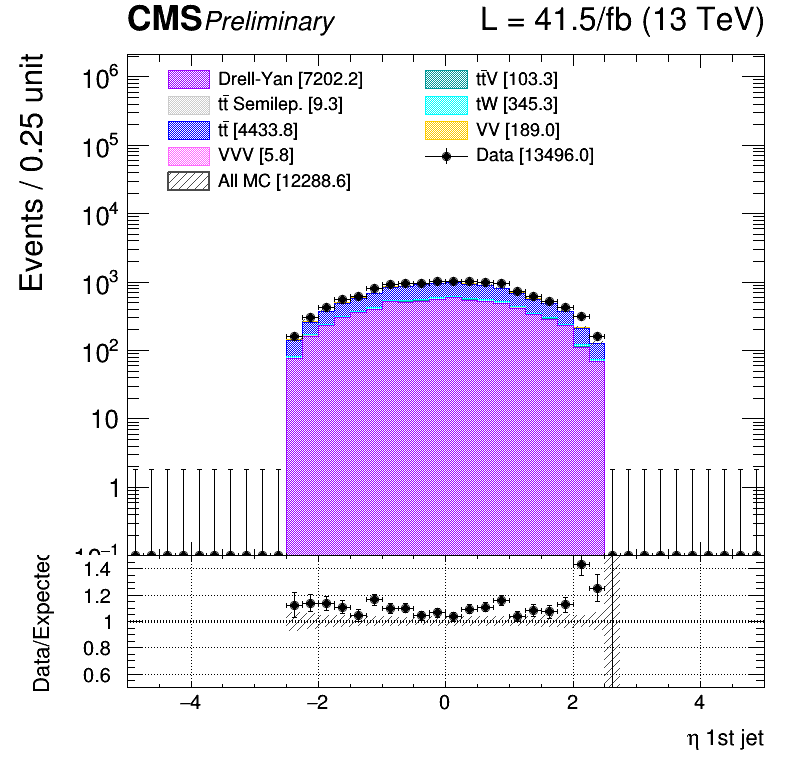 CMS Preliminary L = 41.5/fb (13 TeV)
Events / 0.25 unit
10⁶
10⁵
10⁴
10³
10²
10
1
10⁻¹
Drell-Yan [7202.2]
tt̄ Semilep. [9.3]
tt̄ [4433.8]
VVV [5.8]
All MC [12288.6]
tt̄V [103.3]
tW [345.3]
VV [189.0]
Data [13496.0]
Data/Expected
1.4
1.2
1
0.8
0.6
−4 −2 0 2 4
η 1st jet